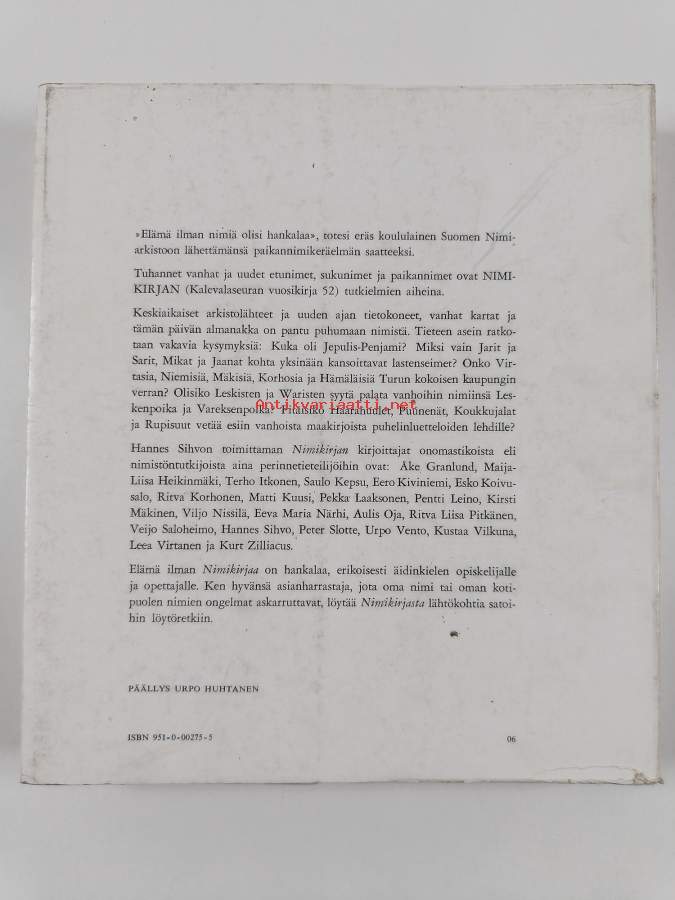 »Elämä ilman nimiä olisi hankalaa», totesi eräs koululainen Suomen Nimi-
arkistoon lähettämänsä paikannimikeräelmän saatteeksi.
Tuhannet vanhat ja uudet etunimet, sukunimet ja paikannimet ovat NIMI-
KIRJAN (Kalevalaseuran vuosikirja 52) tutkielmien aiheina.
Keskiaikaiset arkistolähteet ja uuden ajan tietokoneet, vanhat kartat ja
tämän päivän almanakka on pantu puhumaan nimistä. Tieteen asein ratko-
taan vakavia kysymyksiä: Kuka oli Jepulis-Penjami? Miksi vain Jarit ja
Sarit, Mikat ja Jaanat kohta yksinään kansoittavat lastenseimet? Onko Vir-
tasia, Niemisiä, Mäkisiä, Korhosia ja Hämäläisiä Turun kokoisen kaupungin
verran? Olisiko Leskisten ja Waristen syytä palata vanhoihin nimiinsä Les-
kenpoika ja Vareksenpoika? Pitäisikö Haarahuulet, Puunenät, Koukkujalat
Antikvariaatti.net
ja Rupisuut vetää esiin vanhoista maakirjoista puhelinluetteloiden lehdille?
Hannes Sihvon toimittaman Nimikirjan kirjoittajat onomastikoista eli
nimistöntutkijoista aina perinnetieteilijöihin ovat: Åke Granlund, Maija-
Liisa Heikinmäki, Terho Itkonen, Saulo Kepsu, Eero Kiviniemi, Esko Koivu-
salo, Ritva Korhonen, Matti Kuusi, Pekka Laaksonen, Pentti Leino, Kirsti
Mäkinen, Viljo Nissilä, Eeva Maria Närhi, Aulis Oja, Ritva Liisa Pitkänen,
Veijo Saloheimo, Hannes Sihvo, Peter Slotte, Urpo Vento, Kustaa Vilkuna,
Leea Virtanen ja Kurt Zilliacus.
Elämä ilman Nimikirjaa on hankalaa, erikoisesti äidinkielen opiskelijalle
ja opettajalle. Ken hyvänsä asianharrastaja, jota oma nimi tai oman koti-
puolen nimien ongelmat askarruttavat, löytää Nimikirjasta lähtökohtia satoi-
hin löytöretkiin.
PÄÄLLYS URPO HUHTANEN
ISBN 951-0-00275-5
06